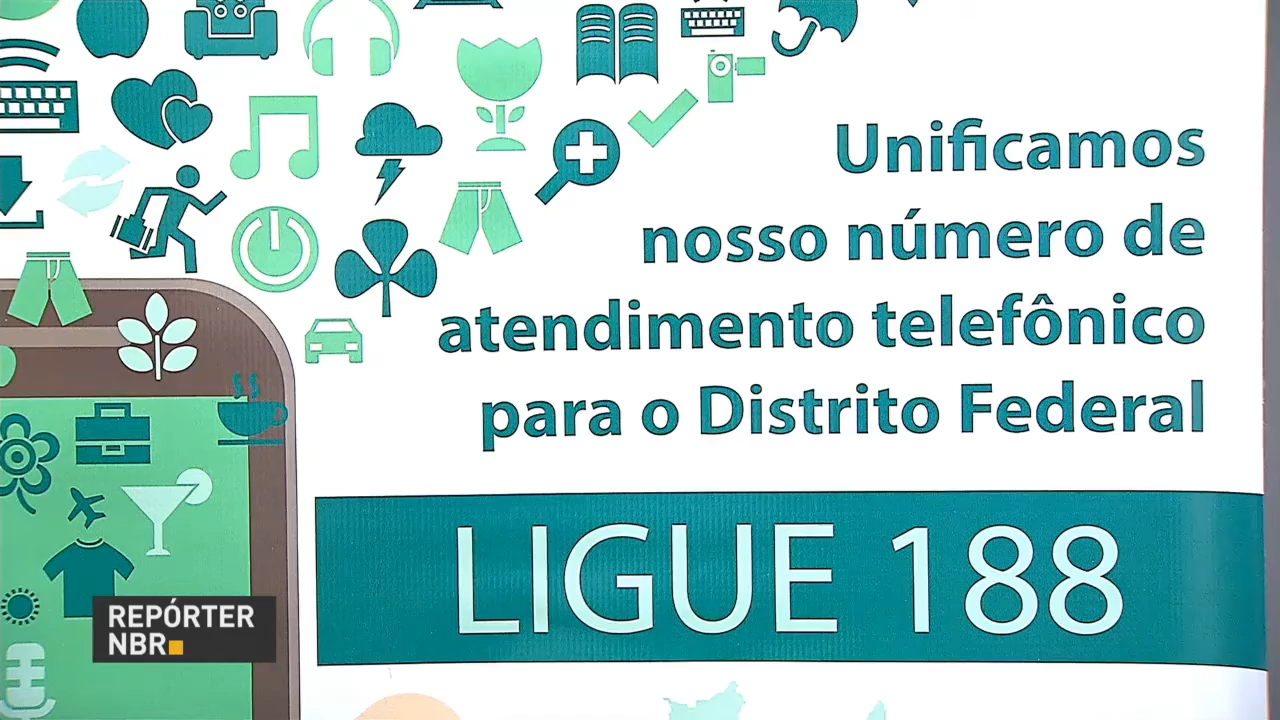 Unificamos
nosso número de
atendimento telefônico
para o Distrito Federal
LIGUE 188
REPÓRTER
NBR